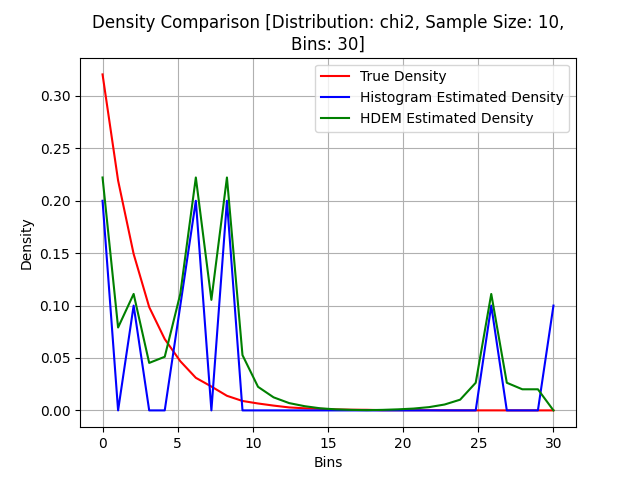 Density Comparison [Distribution: chi2, Sample Size: 10,
Bins: 30]
True Density
Histogram Estimated Density
HDEM Estimated Density
Density
0.30
0.25
0.20
0.15
0.10
0.05
0.00
0 5 10 15 20 25 30
Bins